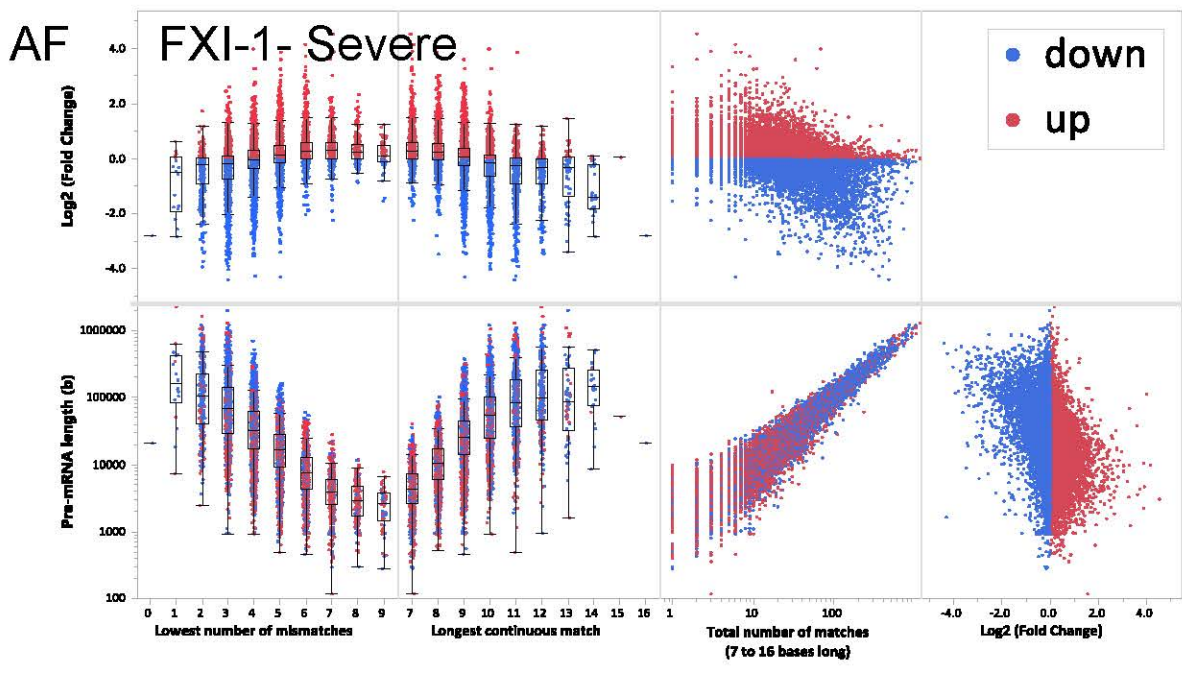 AF FXI-1- Severe
down
up
Log2 (Fold Change)
4.0
2.0
0.0
-2.0
-4.0
Pre-mRNA length (b)
1000000
100000
10000
1000
100
0 1 2 3 4 5 6 7 8 9
7 8 9 10 11 12 13 14 15 16
1 10 100
-4.0 -2.0 0.0 2.0 4.0
Lowest number of mismatches
Longest continuous match
Total number of matches
(7 to 16 bases long)
Log2 (Fold Change)